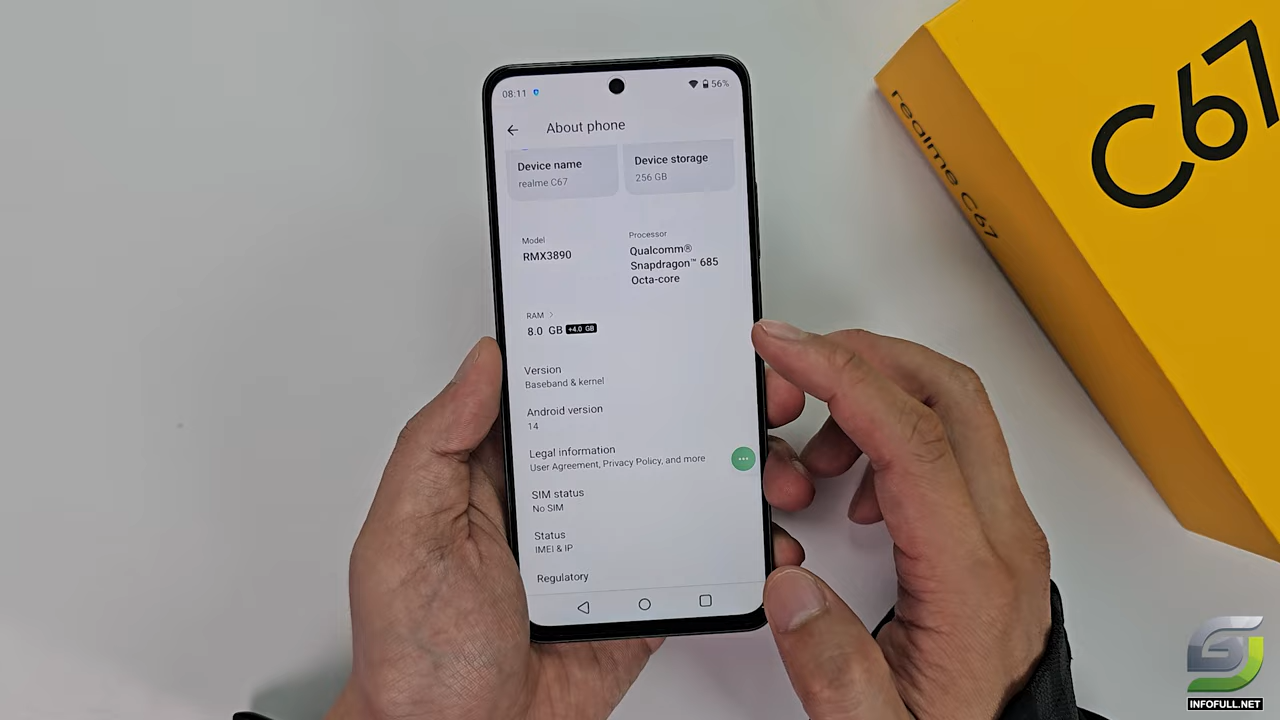 08:11
56%
About phone
Device name
realme C67
Device storage
256 GB
Model
RMX3890
Processor
Qualcomm®
Snapdragon™ 685
Octa-core
RAM >
8.0 GB +4.0 GB
Version
Baseband & kernel
Android version
14
Legal information
User Agreement, Privacy Policy, and more
SIM status
No SIM
Status
IMEI & IP
Regulatory
C67
realme C67
INFOFULL.NET